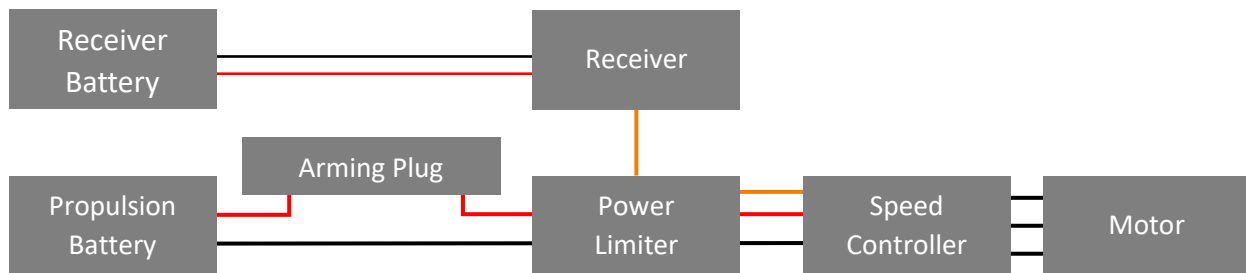 Receiver
Battery
Receiver
Arming Plug
Propulsion
Battery
Power
Limiter
Speed
Controller
Motor